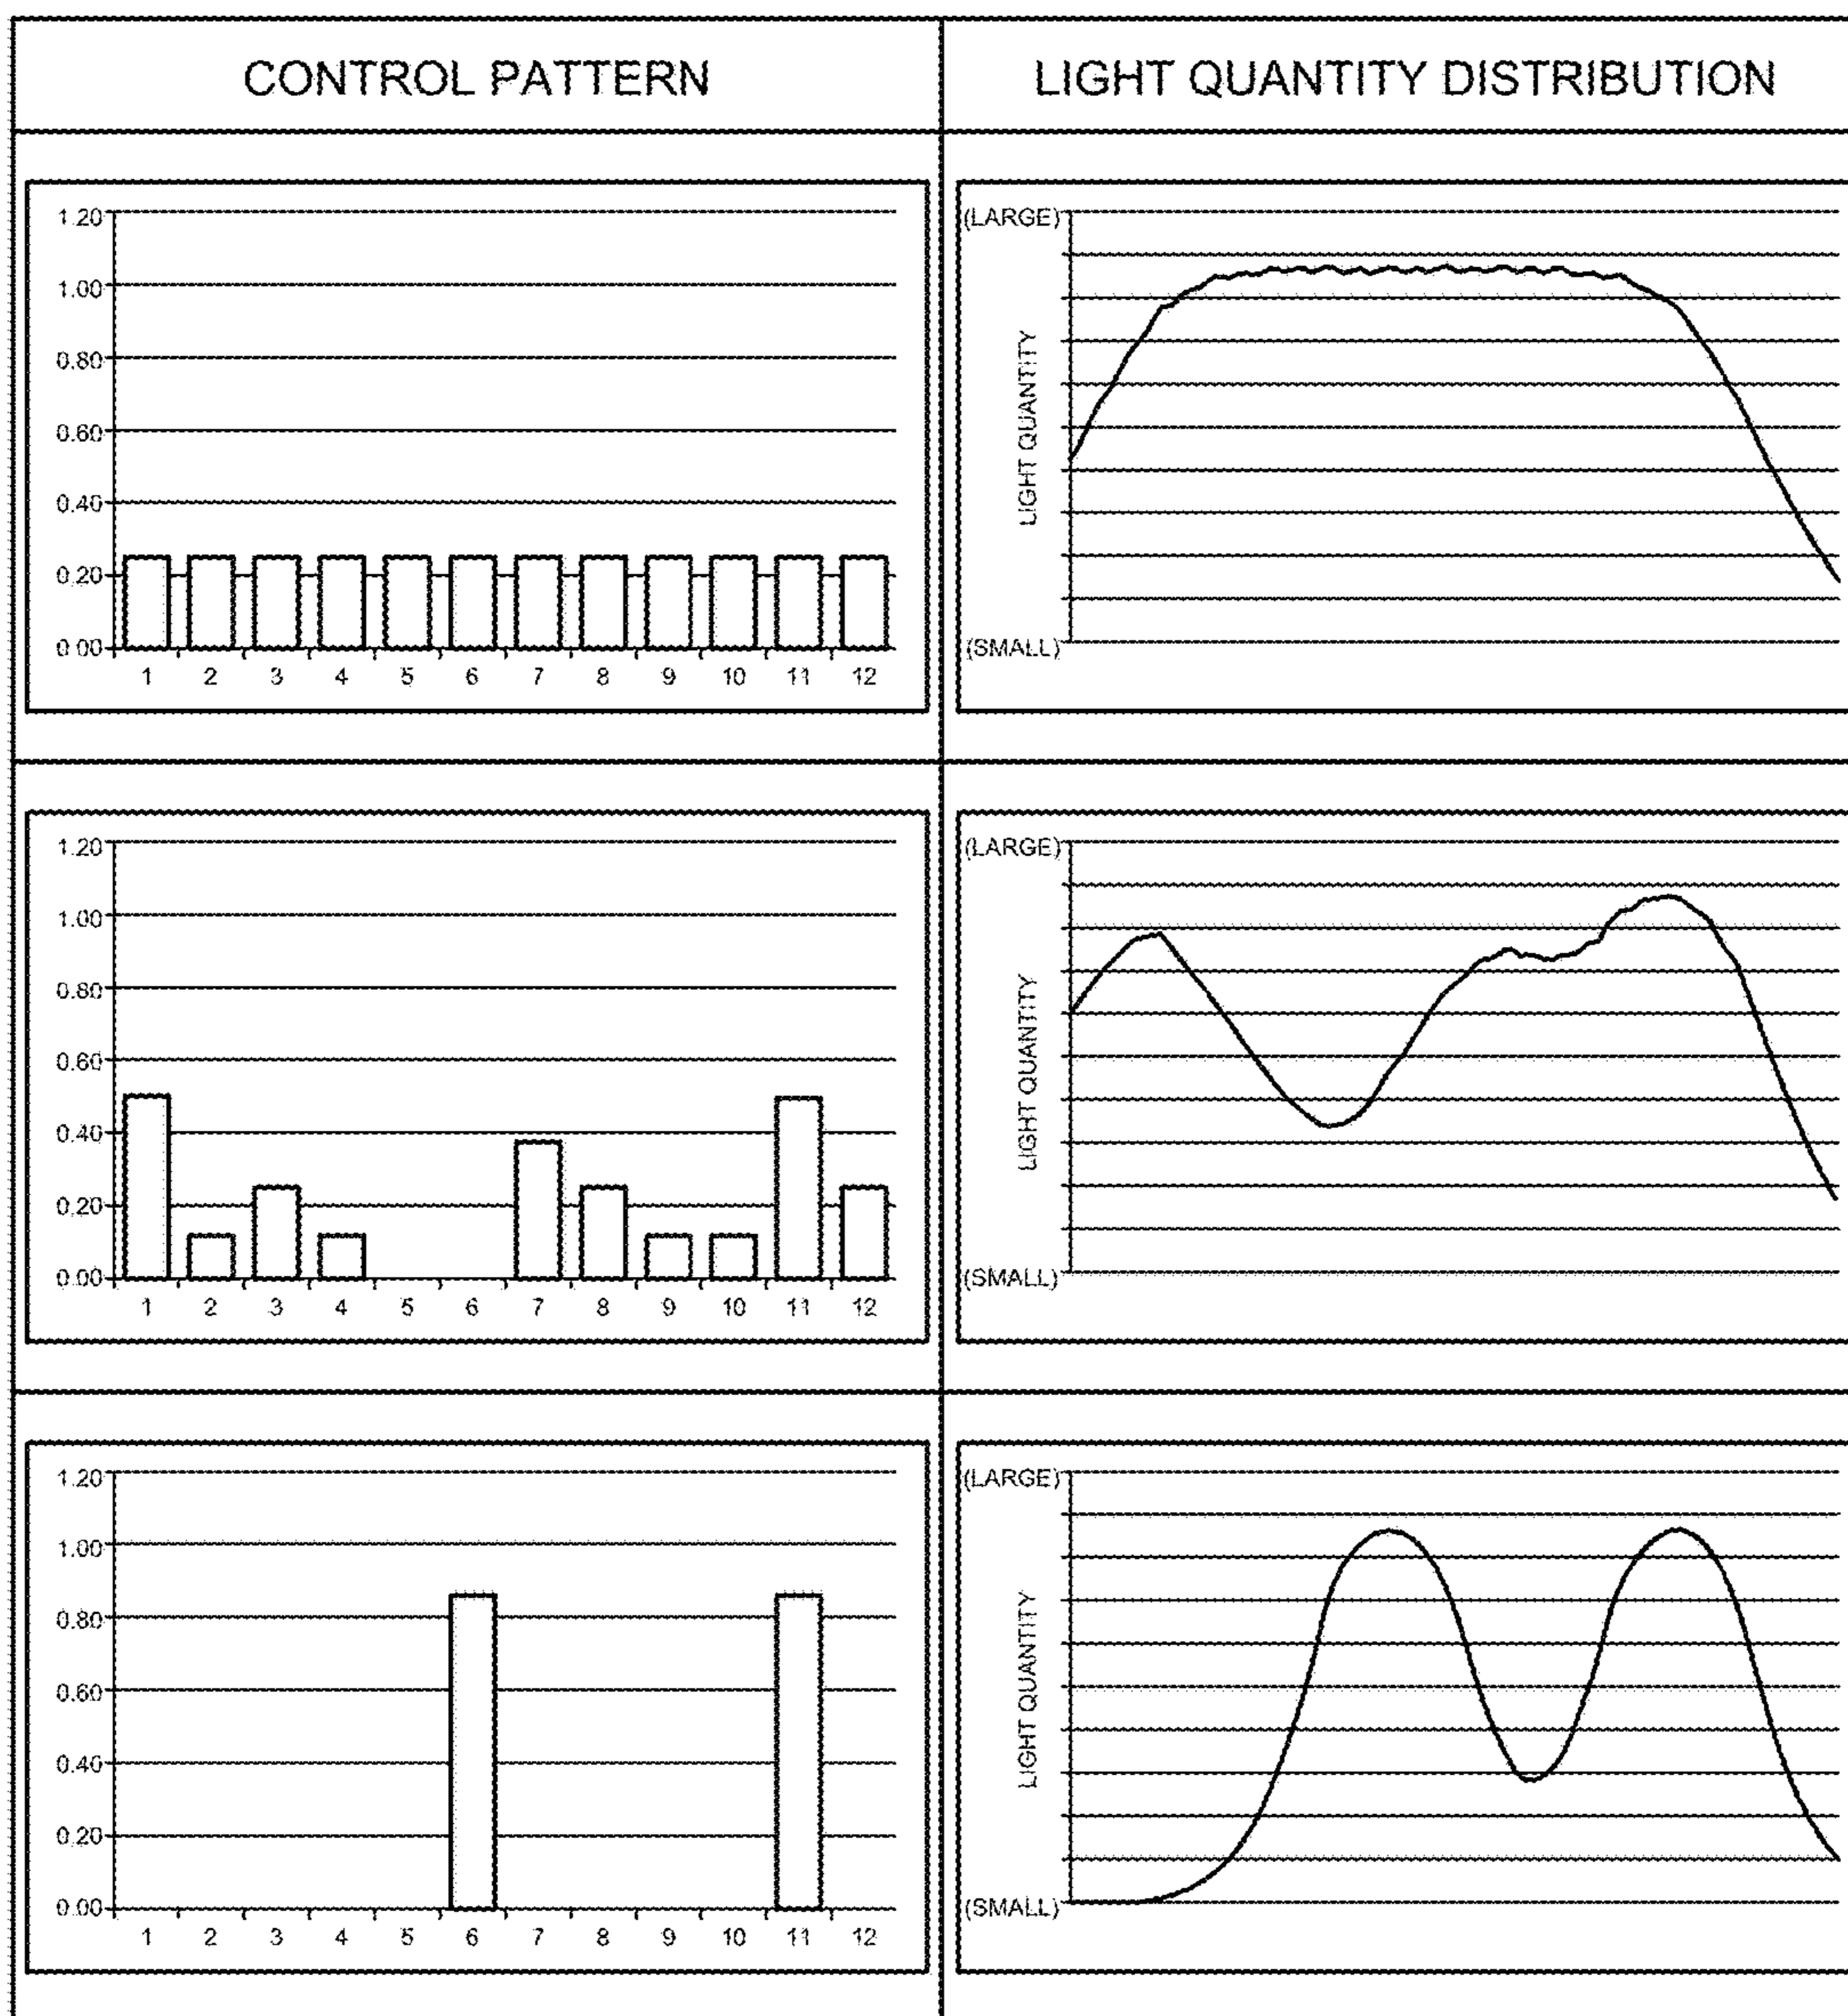 CONTROL PATTERN
LIGHT QUANTITY DISTRIBUTION
1.20
1.00
0.80
0.60
0.40
0.20
0.00
1 2 3 4 5 6 7 8 9 10 11 12
(LARGE)
LIGHT QUANTITY
(SMALL)
1.20
1.00
0.80
0.60
0.40
0.20
0.00
1 2 3 4 5 6 7 8 9 10 11 12
(LARGE)
LIGHT QUANTITY
(SMALL)
1.20
1.00
0.80
0.60
0.40
0.20
0.00
1 2 3 4 5 6 7 8 9 10 11 12
(LARGE)
LIGHT QUANTITY
(SMALL)